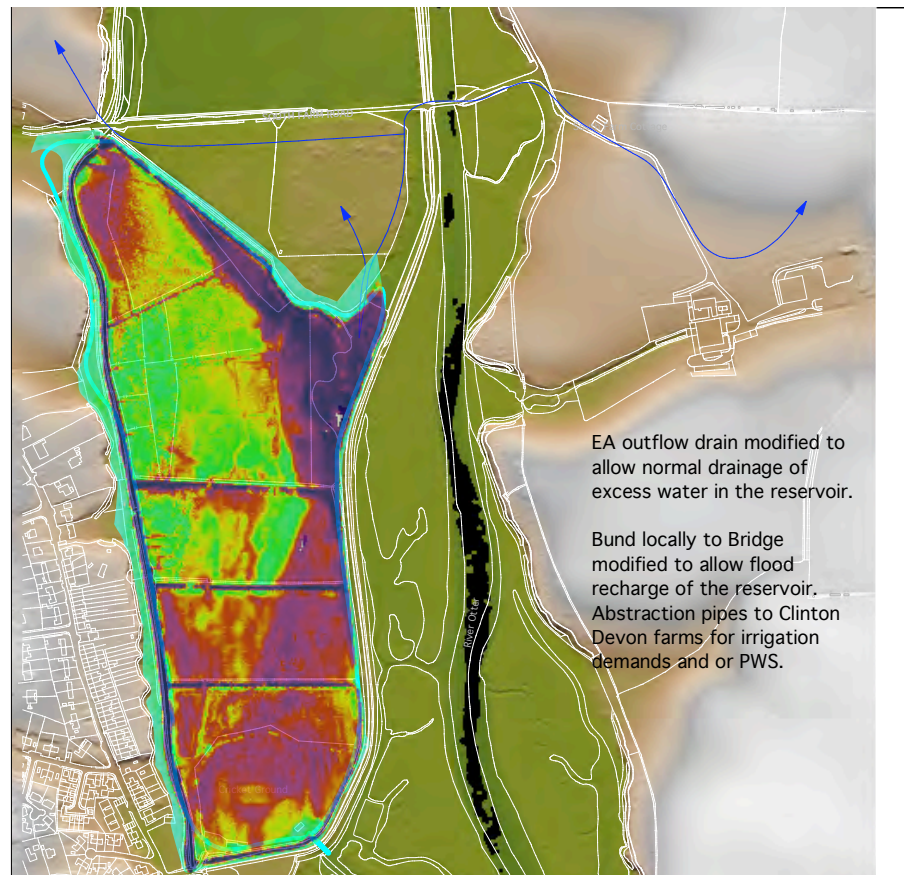 EA outflow drain modified to
allow normal drainage of
excess water in the reservoir.
Bund locally to Bridge
modified to allow flood
recharge of the reservoir.
Abstraction pipes to Clinton
Devon farms for irrigation
demands and or PWS.
River Otter